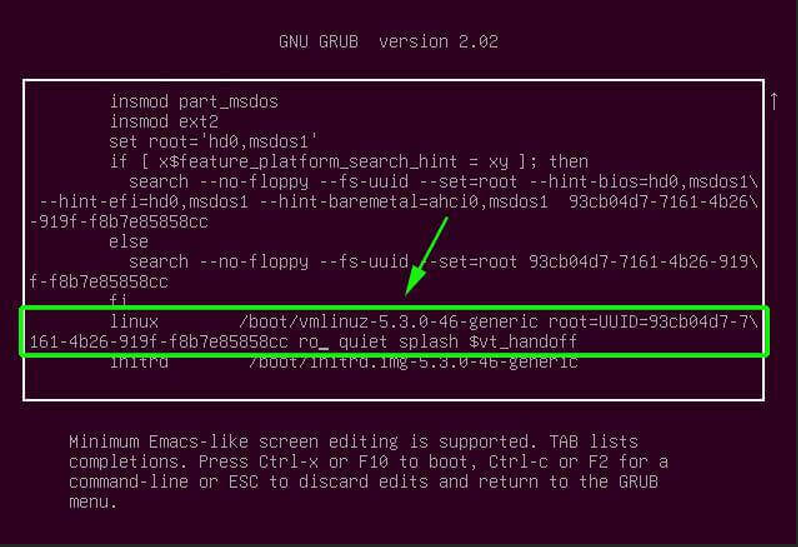 GNU GRUB version 2.02
insmod part_msdos
insmod ext2
set root='hd0,msdos1'
if [ x$feature_platform_search_hint = xy ]; then
search --no-floppy --fs-uuid --set=root --hint-bios=hd0,msdos1\
--hint-efi=hd0,msdos1 --hint-baremetal=ahci0,msdos1 93cb04d7-7161-4b26\
-919f-f8b7e85858cc
else
search --no-floppy --fs-uuid --set=root 93cb04d7-7161-4b26-919\
f-f8b7e85858cc
fi
linux /boot/vmlinuz-5.3.0-46-generic root=UUID=93cb04d7-7\
161-4b26-919f-f8b7e85858cc ro_ quiet splash $vt_handoff
initrd /boot/initrd.img-5.3.0-46-generic
Minimum Emacs-like screen editing is supported. TAB lists
completions. Press Ctrl-x or F10 to boot, Ctrl-c or F2 for a
command-line or ESC to discard edits and return to the GRUB
menu.